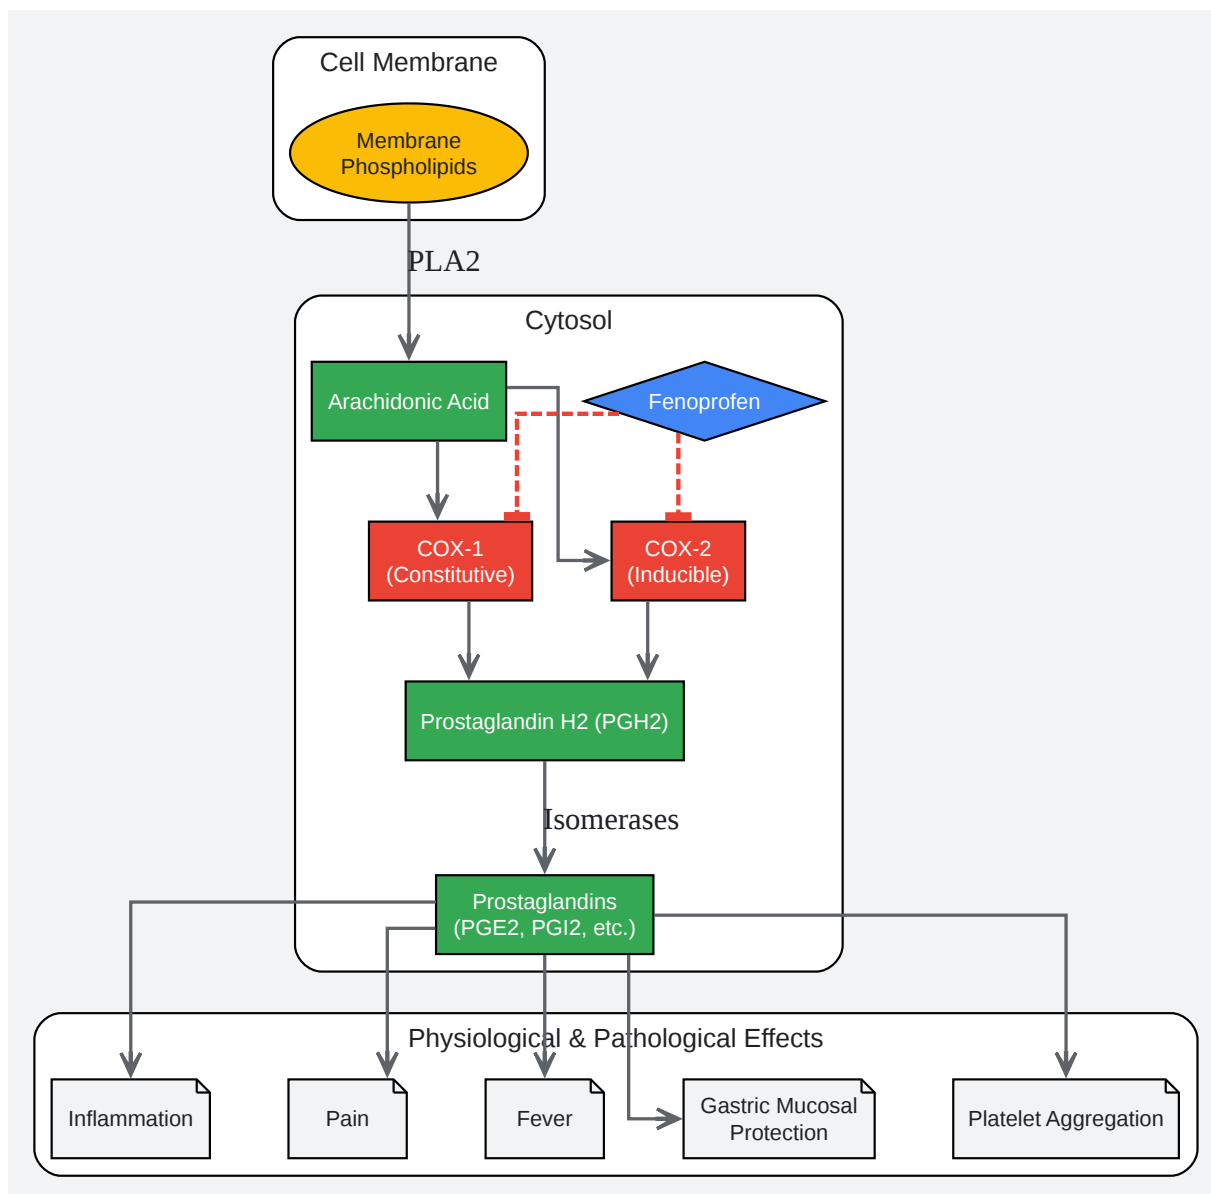 Cell Membrane
Membrane
Phospholipids
PLA2
Cytosol
Arachidonic Acid
Fenoprofen
COX-1
(Constitutive)
COX-2
(Inducible)
Prostaglandin H2 (PGH2)
Isomerases
Prostaglandins
(PGE2, PGI2, etc.)
Physiological & Pathological Effects
Inflammation
Pain
Fever
Gastric Mucosal
Protection
Platelet Aggregation